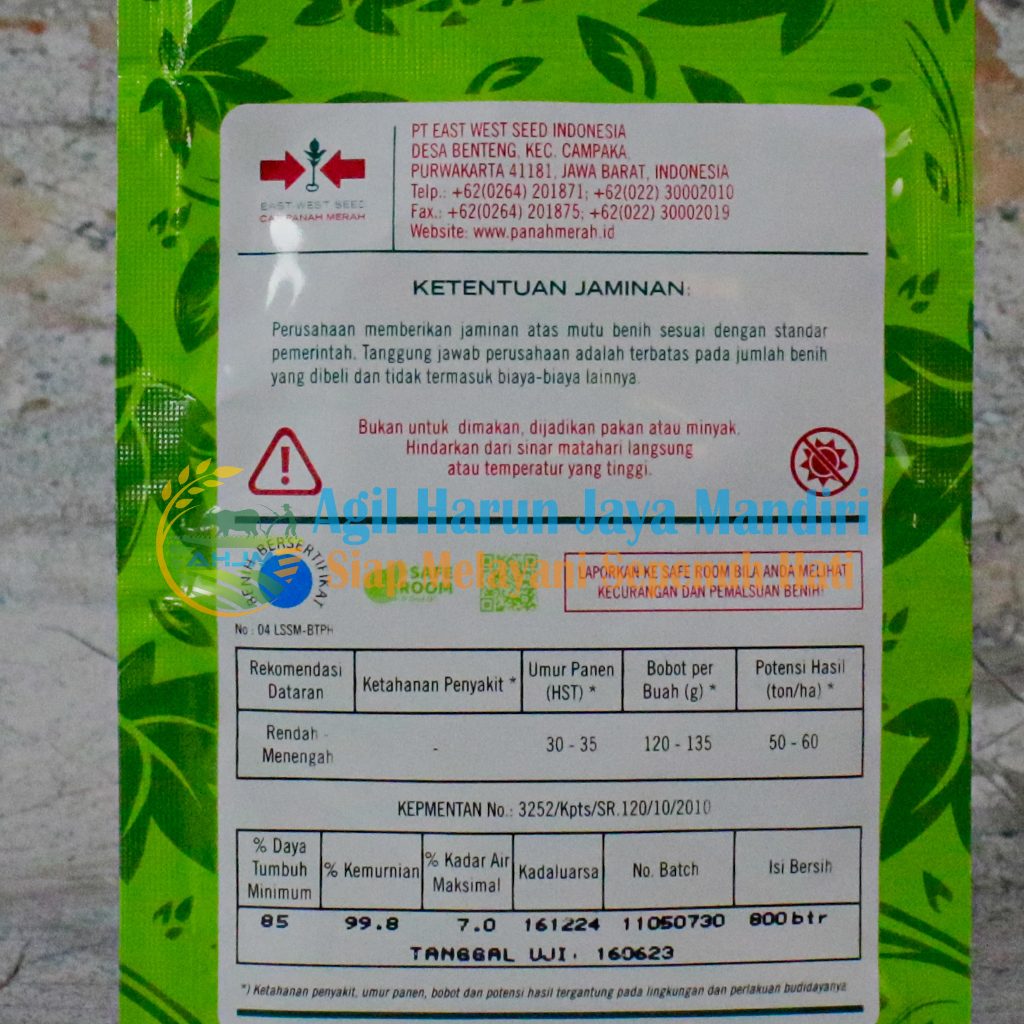 EAST WEST SEED
CAP PANAH MERAH
PT EAST WEST SEED INDONESIA
DESA BENTENG, KEC. CAMPAKA,
PURWAKARTA 41181, JAWA BARAT, INDONESIA
Telp.: +62(0264) 201871; +62(022) 30002010
Fax.: +62(0264) 201875; +62(022) 30002019
Website: www.panahmerah.id
KETENTUAN JAMINAN:
Perusahaan memberikan jaminan atas mutu benih sesuai dengan standar
pemerintah. Tanggung jawab perusahaan adalah terbatas pada jumlah benih
yang dibeli dan tidak termasuk biaya-biaya lainnya.
Bukan untuk dimakan, dijadikan pakan atau minyak.
Hindarkan dari sinar matahari langsung
atau temperatur yang tinggi.
Agil Harun Jaya Mandiri
Siap Melayani Sepenuh Hati
AHJM
BENIH BERSERTIFIKAT
SAFE
ROOM
LAPORKAN KE SAFE ROOM BILA ANDA MELIHAT
KECURANGAN DAN PEMALSUAN BENIH!
No : 04 LSSM-BTPH
Rekomendasi Dataran Ketahanan Penyakit * Umur Panen (HST) * Bobot per Buah (g) * Potensi Hasil (ton/ha) *
Rendah - Menengah - 30 - 35 120 - 135 50 - 60
KEPMENTAN No.: 3252/Kpts/SR.120/10/2010
% Daya Tumbuh Minimum % Kemurnian % Kadar Air Maksimal Kadaluarsa No. Batch Isi Bersih
85 99.8 7.0 161224 11050730 800btr
TANGGAL UJI. 160623
*) Ketahanan penyakit, umur panen, bobot dan potensi hasil tergantung pada lingkungan dan perlakuan budidayanya